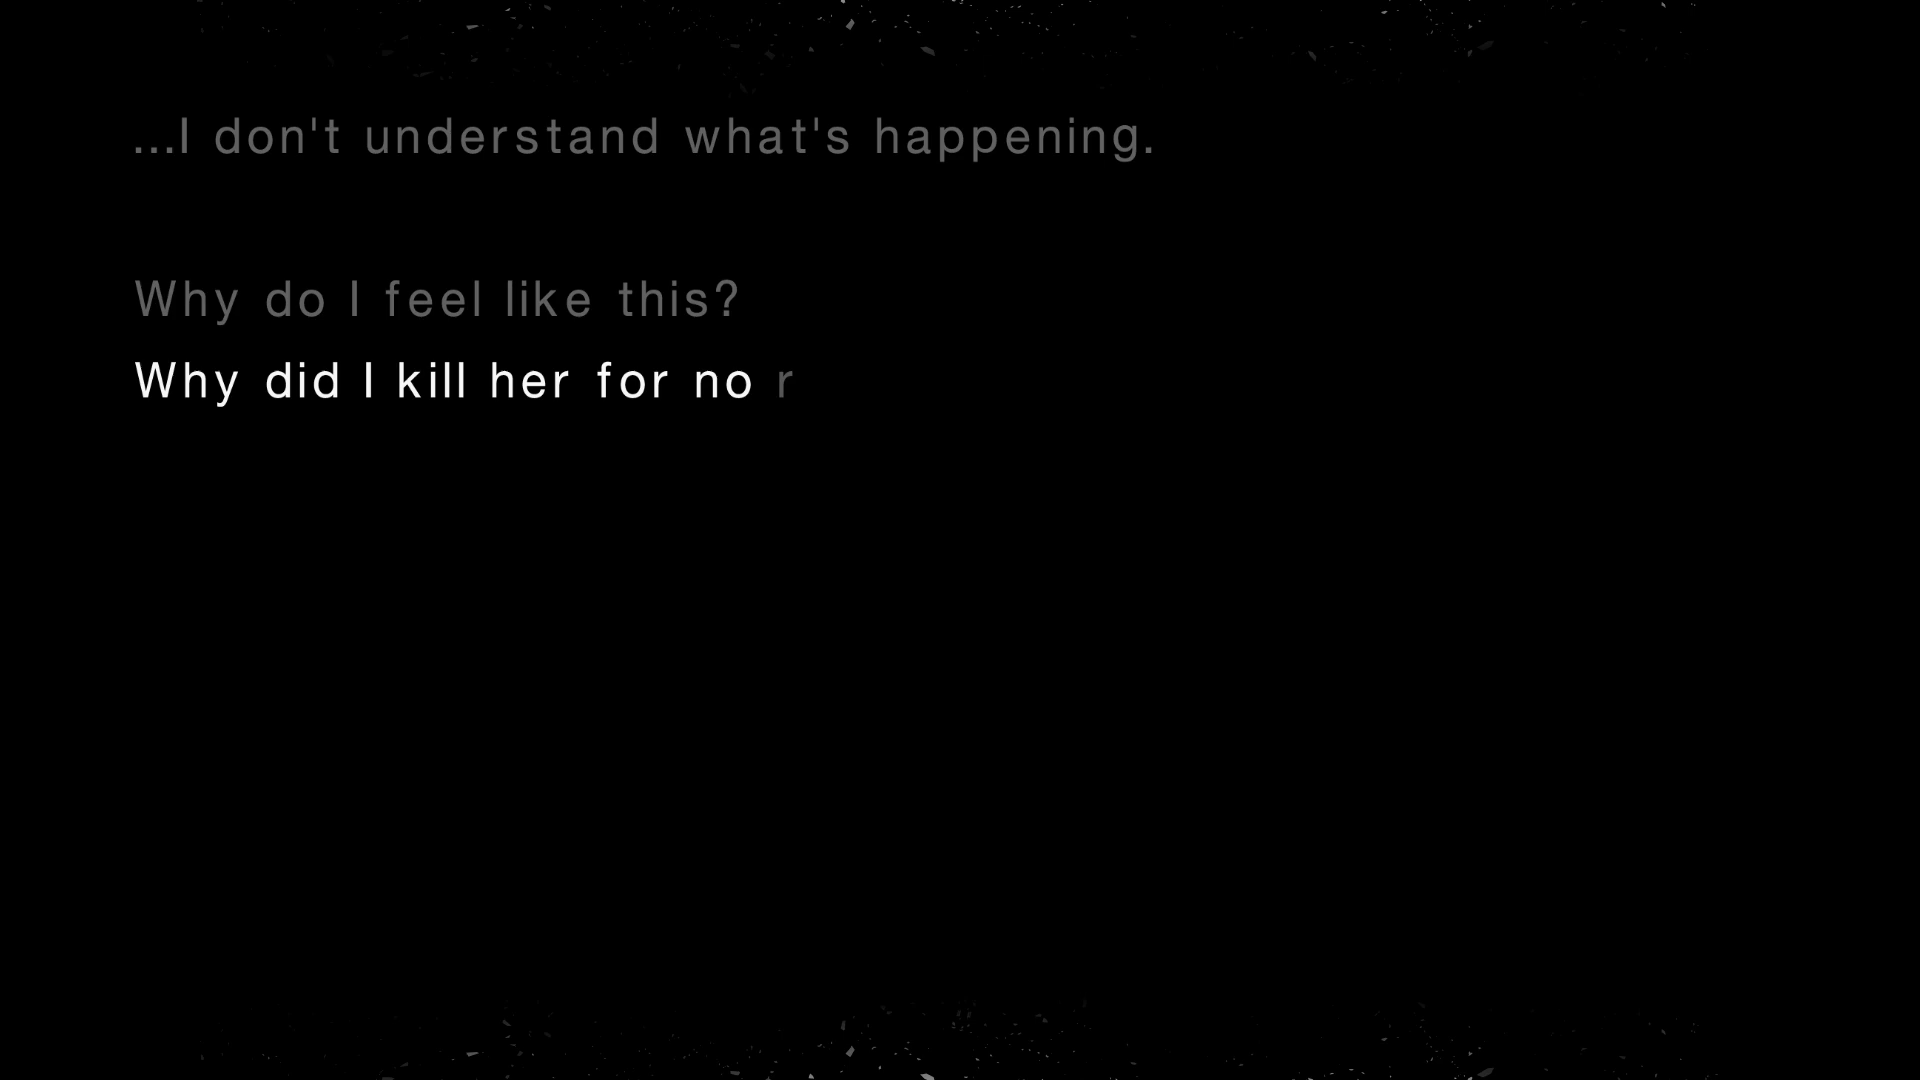 ...I don't understand what's happening.
Why do I feel like this?
Why did I kill her for no r